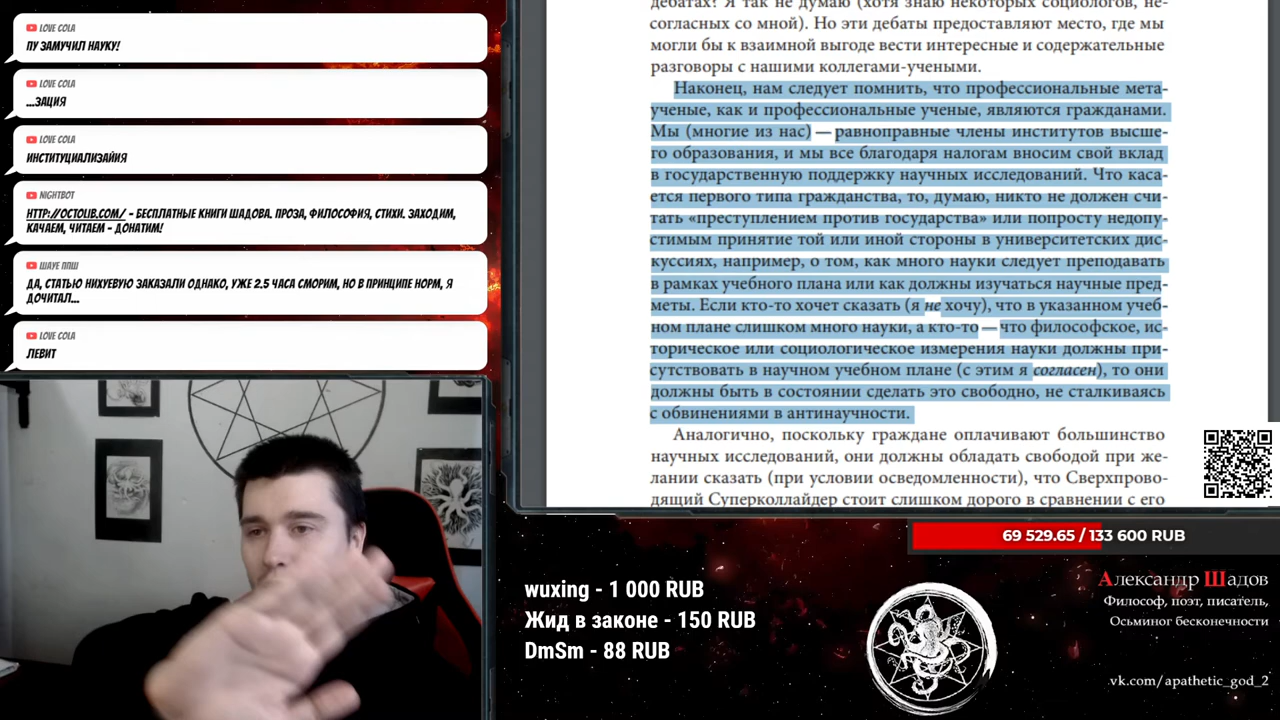 LOVE COLA
ПУ ЗАМУЧИЛ НАУКУ!
LOVE COLA
...ЗАЦИЯ
LOVE COLA
ИНСТИТУЦИАЛИЗАЙИЯ
NIGHTBOT
HTTP://OCTOLIB.COM/ - БЕСПЛАТНЫЕ КНИГИ ШАДОВА. ПРОЗА, ФИЛОСОФИЯ, СТИХИ. ЗАХОДИМ,
КАЧАЕМ, ЧИТАЕМ - ДОНАТИМ!
ШАУЕ ППШ
ДА, СТАТЬЮ НИХУЕВУЮ ЗАКАЗАЛИ ОДНАКО, УЖЕ 2.5 ЧАСА СМОРИМ, НО В ПРИНЦИПЕ НОРМ, Я
ДОЧИТАЛ...
LOVE COLA
ЛЕВИТ
дебатах? Я так не думаю (хотя знаю некоторых социологов, не-
согласных со мной). Но эти дебаты предоставляют место, где мы
могли бы к взаимной выгоде вести интересные и содержательные
разговоры с нашими коллегами-учеными.
Наконец, нам следует помнить, что профессиональные мета-
ученые, как и профессиональные ученые, являются гражданами.
Мы (многие из нас) — равноправные члены институтов высше-
го образования, и мы все благодаря налогам вносим свой вклад
в государственную поддержку научных исследований. Что каса-
ется первого типа гражданства, то, думаю, никто не должен счи-
тать «преступлением против государства» или попросту недопу-
стимым принятие той или иной стороны в университетских дис-
куссиях, например, о том, как много науки следует преподавать
в рамках учебного плана или как должны изучаться научные пред-
меты. Если кто-то хочет сказать (я не хочу), что в указанном учеб-
ном плане слишком много науки, а кто-то — что философское, ис-
торическое или социологическое измерения науки должны при-
сутствовать в научном учебном плане (с этим я согласен), то они
должны быть в состоянии сделать это свободно, не сталкиваясь
с обвинениями в антинаучности.
Аналогично, поскольку граждане оплачивают большинство
научных исследований, они должны обладать свободой при же-
лании сказать (при условии осведомленности), что Сверхпрово-
дящий Суперколлайдер стоит слишком дорого в сравнении с его
69 529.65 / 133 600 RUB
wuxing - 1 000 RUB
Жид в законе - 150 RUB
DmSm - 88 RUB
Александр Шадов
Философ, поэт, писатель,
Осьминог бесконечности
vk.com/apathetic_god_2